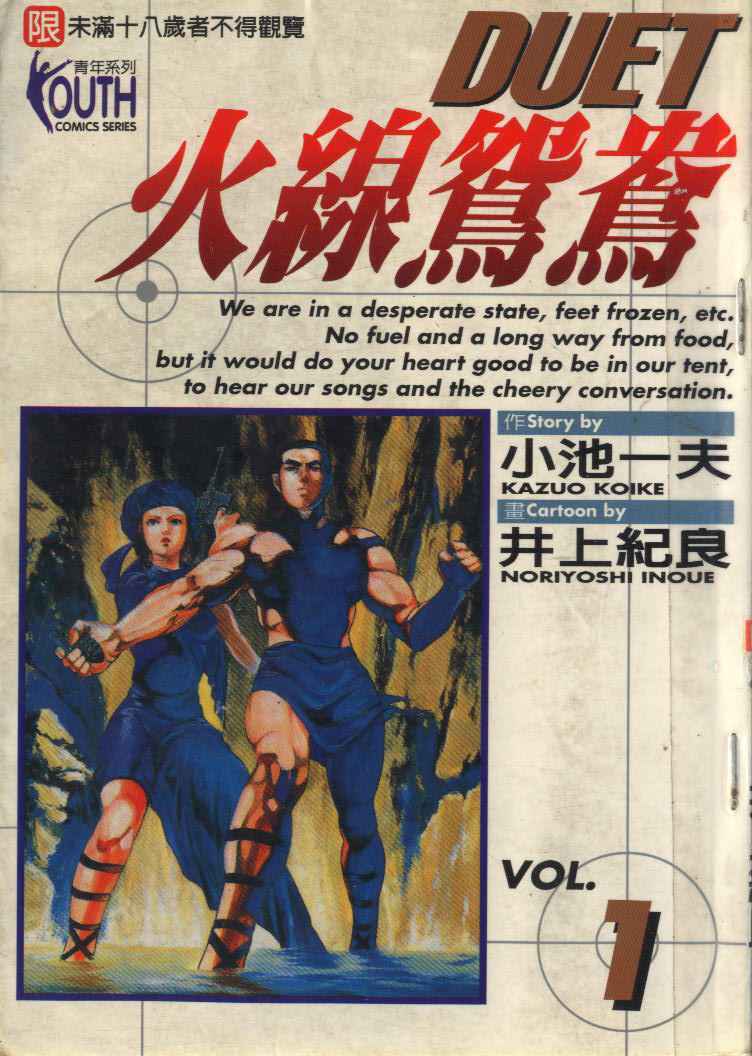 限 未滿十八歲者不得觀覽
青年系列
YOUTH
COMICS SERIES
DUET
火線鴛鴦
We are in a desperate state, feet frozen, etc.
No fuel and a long way from food,
but it would do your heart good to be in our tent,
to hear our songs and the cheery conversation.
作Story by
小池一夫
KAZUO KOIKE
畫Cartoon by
井上紀良
NORIYOSHI INOUE
VOL.
1